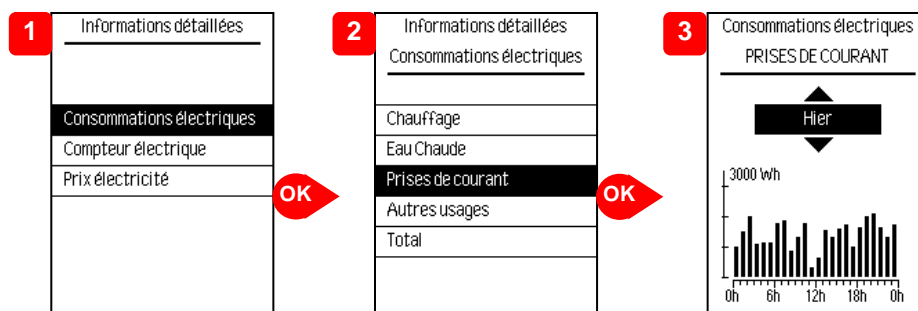 1
Informations détaillées
Consommations électriques
Compteur électrique
Prix électricité
OK
2
Informations détaillées
Consommations électriques
Chauffage
Eau Chaude
Prises de courant
Autres usages
Total
OK
3
Consommations électriques
PRISES DE COURANT
Hier
3000 Wh
0h 6h 12h 18h 0h